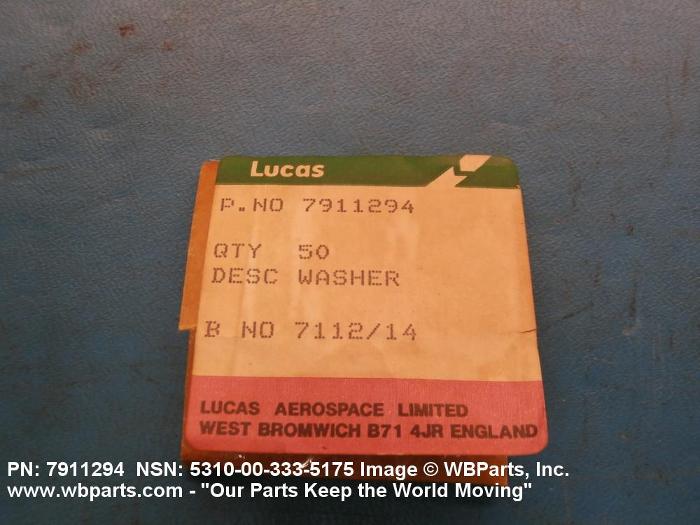 Lucas
P.NO 7911294
QTY 50
DESC WASHER
B NO 7112/14
LUCAS AEROSPACE LIMITED
WEST BROMWICH B71 4JR ENGLAND
PN: 7911294 NSN: 5310-00-333-5175 Image © WBParts, Inc.
www.wbparts.com - "Our Parts Keep the World Moving"